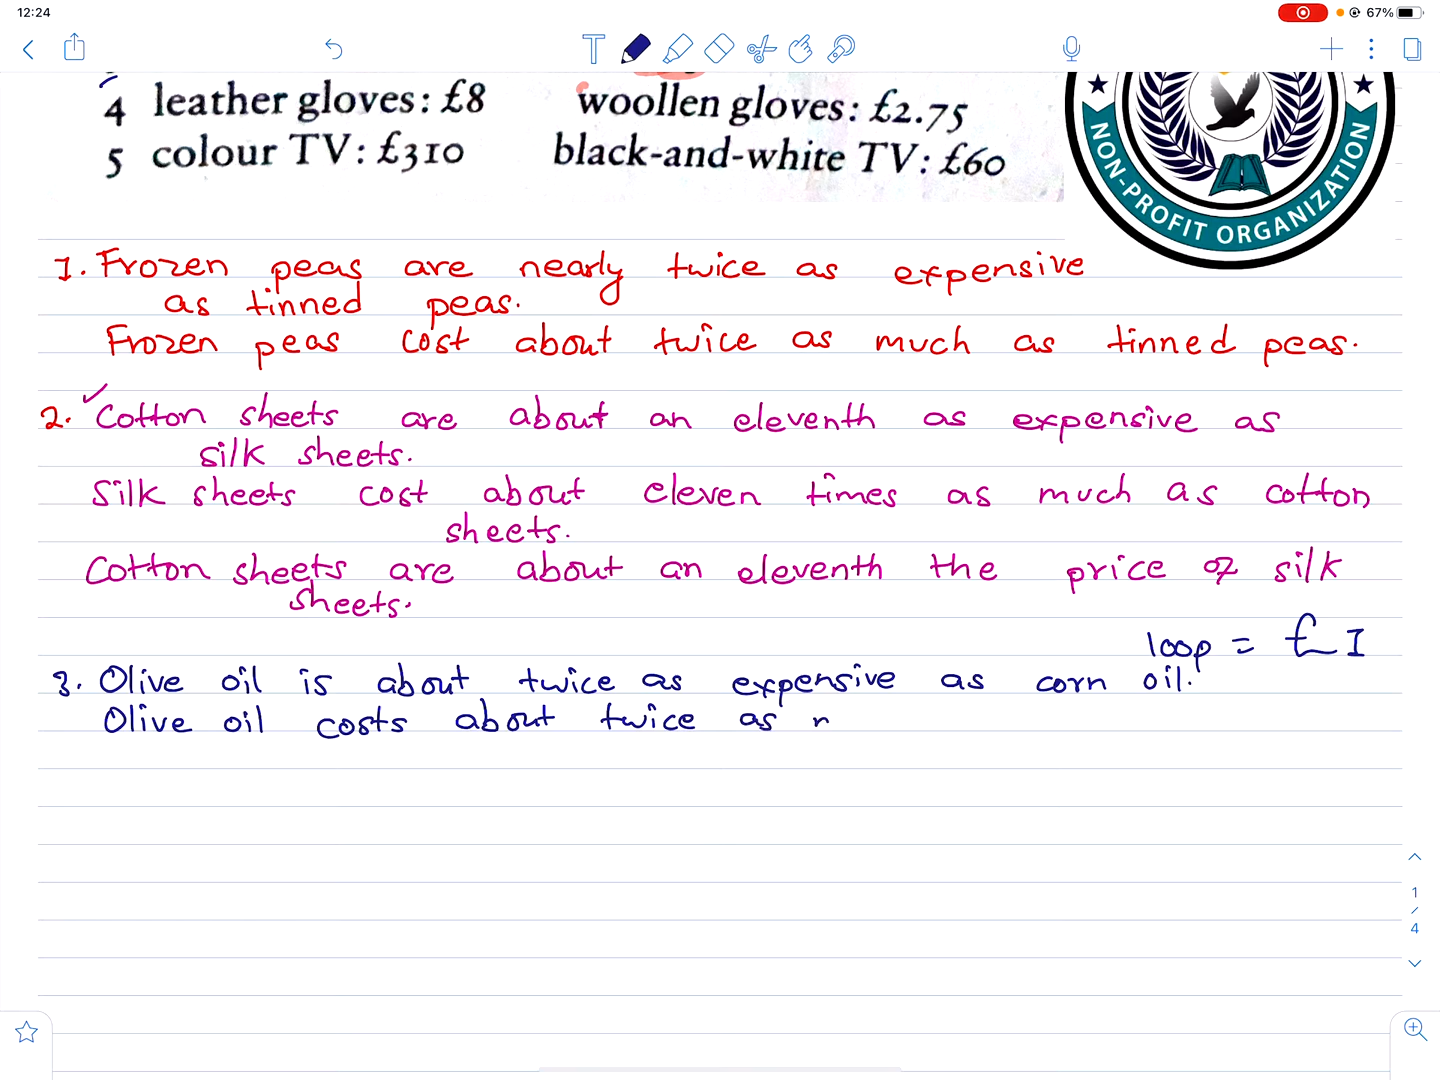 12:24
67%
4 leather gloves: £8 woollen gloves: £2.75
5 colour TV: £310 black-and-white TV: £60
NON-PROFIT ORGANIZATION
1. Frozen peas are nearly twice as expensive
as tinned peas.
Frozen peas cost about twice as much as tinned peas.
2. Cotton sheets are about an eleventh as expensive as
silk sheets.
Silk sheets cost about eleven times as much as cotton
sheets.
Cotton sheets are about an eleventh the price of silk
sheets.
100p = £1
3. Olive oil is about twice as expensive as corn oil.
Olive oil costs about twice as
1
/
4